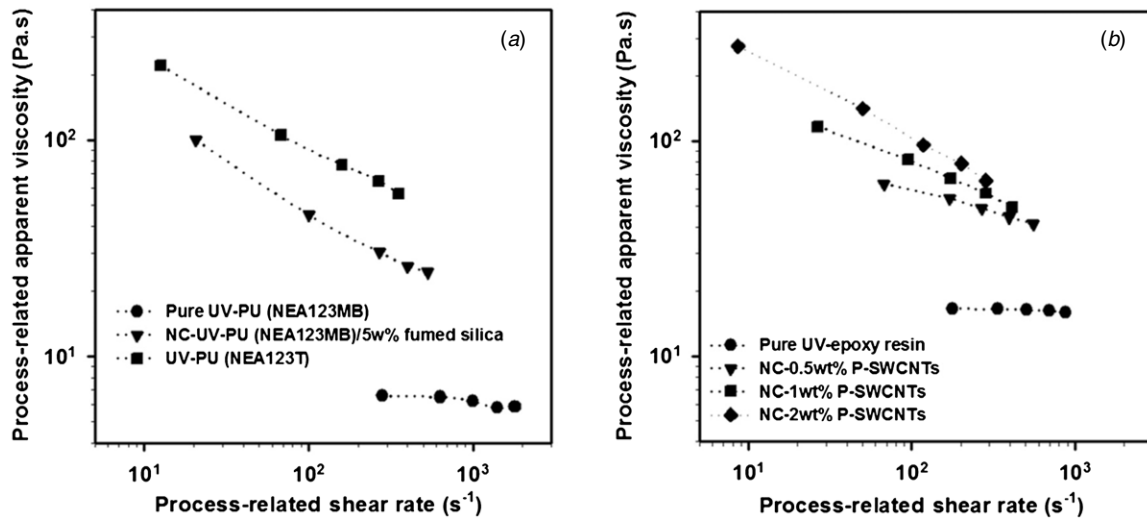 (a)
Process-related apparent viscosity (Pa.s)
10²
10¹
Pure UV-PU (NEA123MB)
NC-UV-PU (NEA123MB)/5w% fumed silica
UV-PU (NEA123T)
10¹ 10² 10³
Process-related shear rate (s⁻¹)
(b)
Process-related apparent viscosity (Pa.s)
10²
10¹
Pure UV-epoxy resin
NC-0.5wt% P-SWCNTs
NC-1wt% P-SWCNTs
NC-2wt% P-SWCNTs
10¹ 10² 10³
Process-related shear rate (s⁻¹)